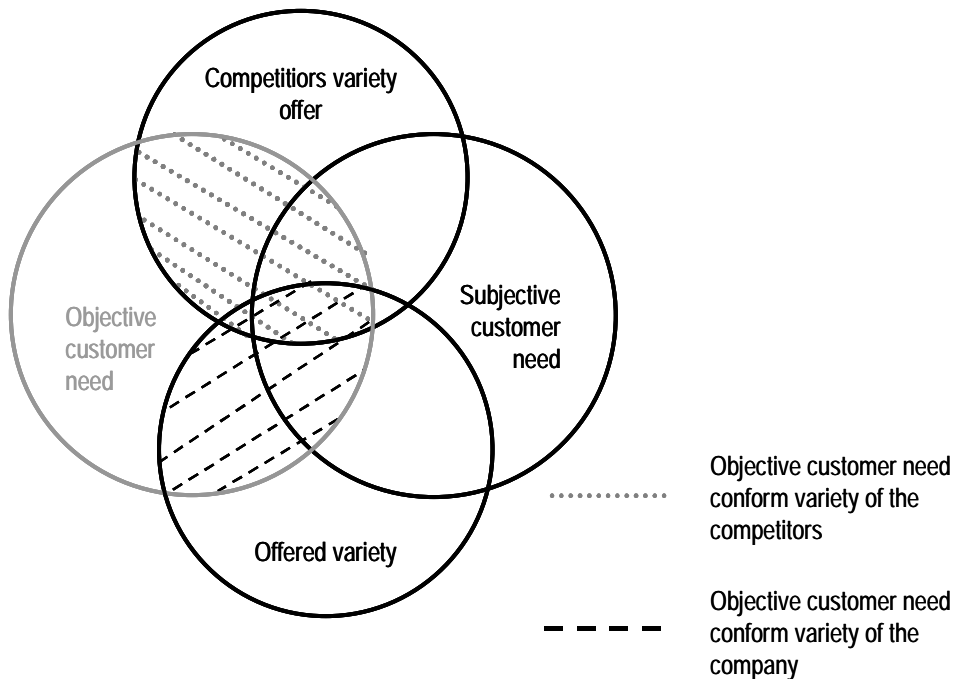 Competitiors variety
offer
Objective
customer
need
Subjective
customer
need
Offered variety
Objective customer need
conform variety of the
competitors
Objective customer need
conform variety of the
company